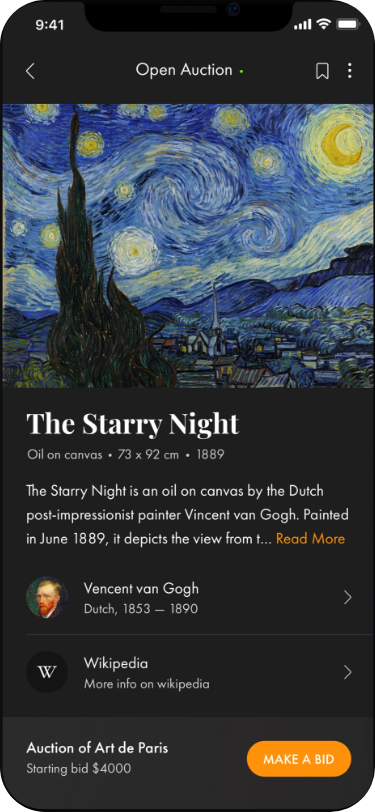 9:41
Open Auction
The Starry Night
Oil on canvas • 73 x 92 cm • 1889
The Starry Night is an oil on canvas by the Dutch
post-impressionist painter Vincent van Gogh. Painted
in June 1889, it depicts the view from t... Read More
Vencent van Gogh
Dutch, 1853 — 1890
W
Wikipedia
More info on wikipedia
Auction of Art de Paris
Starting bid $4000
MAKE A BID